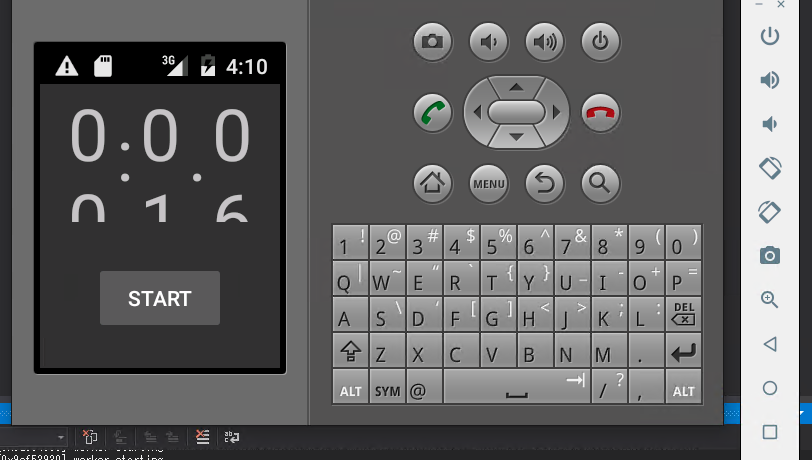 3G 4:10
0:0 0
. .
0 1 6
START
MENU
1 ! 2 @ 3 # 4 $ 5 % 6 ^ 7 & 8 * 9 ( 0 )
Q | W ~ E " R ` T { Y } U _ I - O + P =
A S \ D ' F [ G ] H < J > K ; L : DEL
Z X C V B N M .
ALT SYM @ / ? , ALT
worker starting